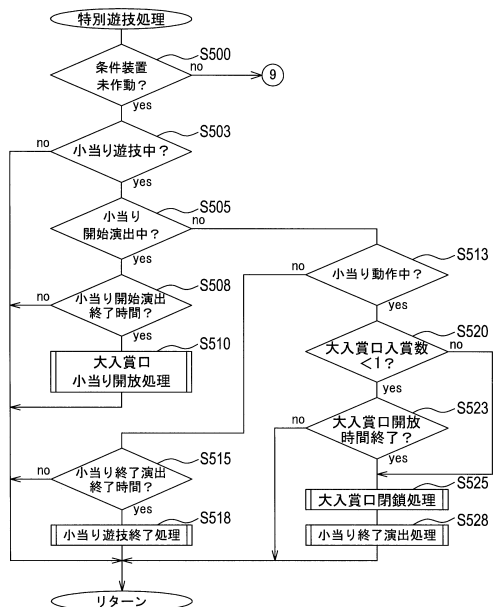 特別遊技処理
S500
条件装置
未作動？
no
9
yes
S503
no
小当り遊技中？
yes
S505
小当り
開始演出中？
no
yes
S513
no
小当り動作中？
yes
S508
no
小当り開始演出
終了時間？
yes
S510
大入賞口
小当り開放処理
S520
大入賞口入賞数
<1？
no
yes
S523
no
大入賞口開放
時間終了？
yes
S515
no
小当り終了演出
終了時間？
yes
S518
小当り遊技終了処理
S525
大入賞口閉鎖処理
S528
小当り終了演出処理
リターン